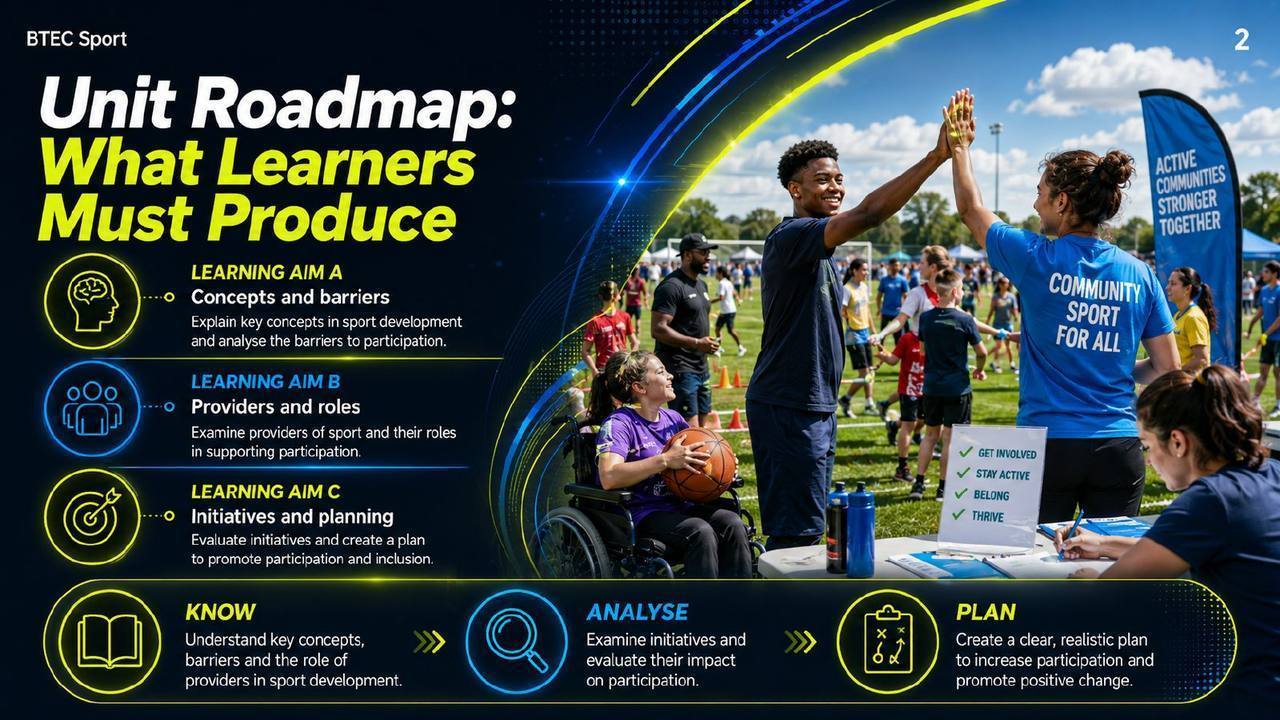 BTEC Sport
2
Unit Roadmap:
What Learners
Must Produce
LEARNING AIM A
Concepts and barriers
Explain key concepts in sport development
and analyse the barriers to participation.
LEARNING AIM B
Providers and roles
Examine providers of sport and their roles
in supporting participation.
LEARNING AIM C
Initiatives and planning
Evaluate initiatives and create a plan
to promote participation and inclusion.
ACTIVE
COMMUNITIES
STRONGER
TOGETHER
COMMUNITY
SPORT
FOR ALL
GET INVOLVED
STAY ACTIVE
BELONG
THRIVE
KNOW
Understand key concepts,
barriers and the role of
providers in sport development.
ANALYSE
Examine initiatives and
evaluate their impact
on participation.
PLAN
Create a clear, realistic plan
to increase participation and
promote positive change.